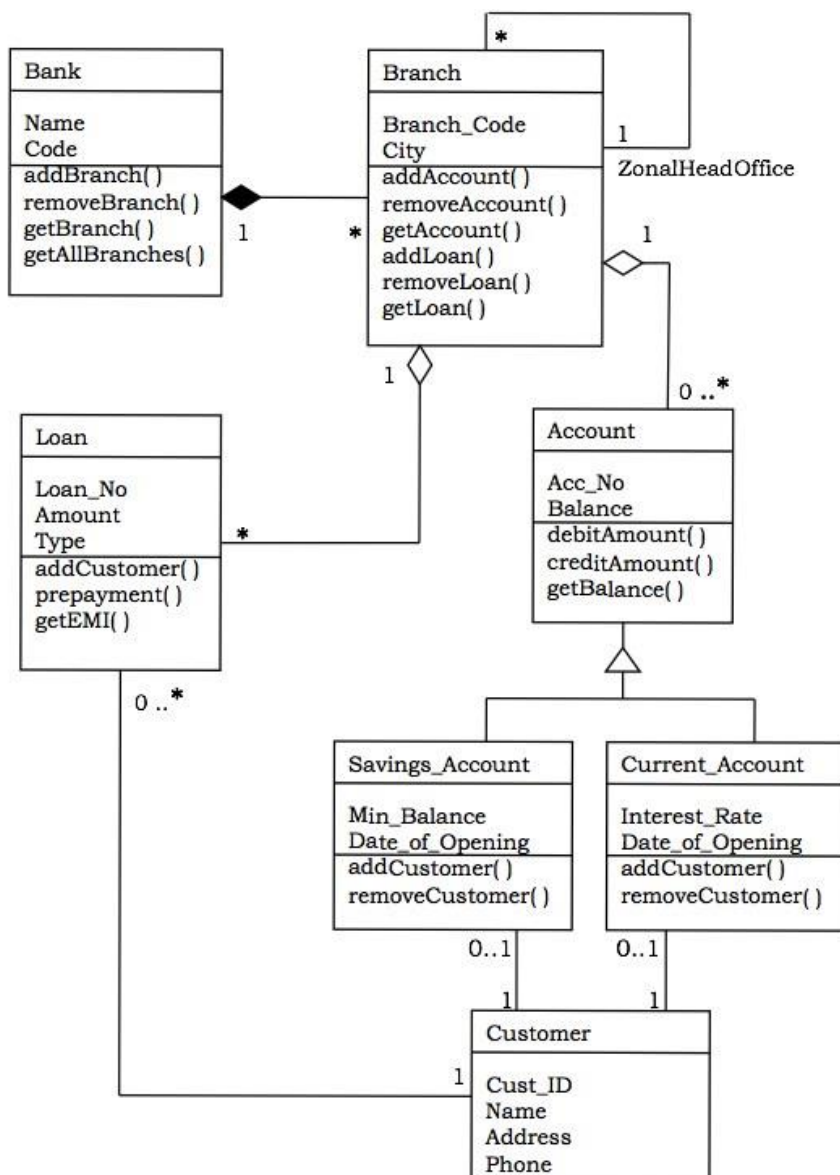 Bank
Name
Code
addBranch( )
removeBranch( )
getBranch( )
getAllBranches( )
1
*
Branch
Branch_Code
City
addAccount( )
removeAccount( )
getAccount( )
addLoan( )
removeLoan( )
getLoan( )
*
1
ZonalHeadOffice
1
0 ..*
1
*
Loan
Loan_No
Amount
Type
addCustomer( )
prepayment( )
getEMI( )
0 ..*
1
Account
Acc_No
Balance
debitAmount( )
creditAmount( )
getBalance( )
Savings_Account
Min_Balance
Date_of_Opening
addCustomer( )
removeCustomer( )
0..1
1
Current_Account
Interest_Rate
Date_of_Opening
addCustomer( )
removeCustomer( )
0..1
1
Customer
Cust_ID
Name
Address
Phone